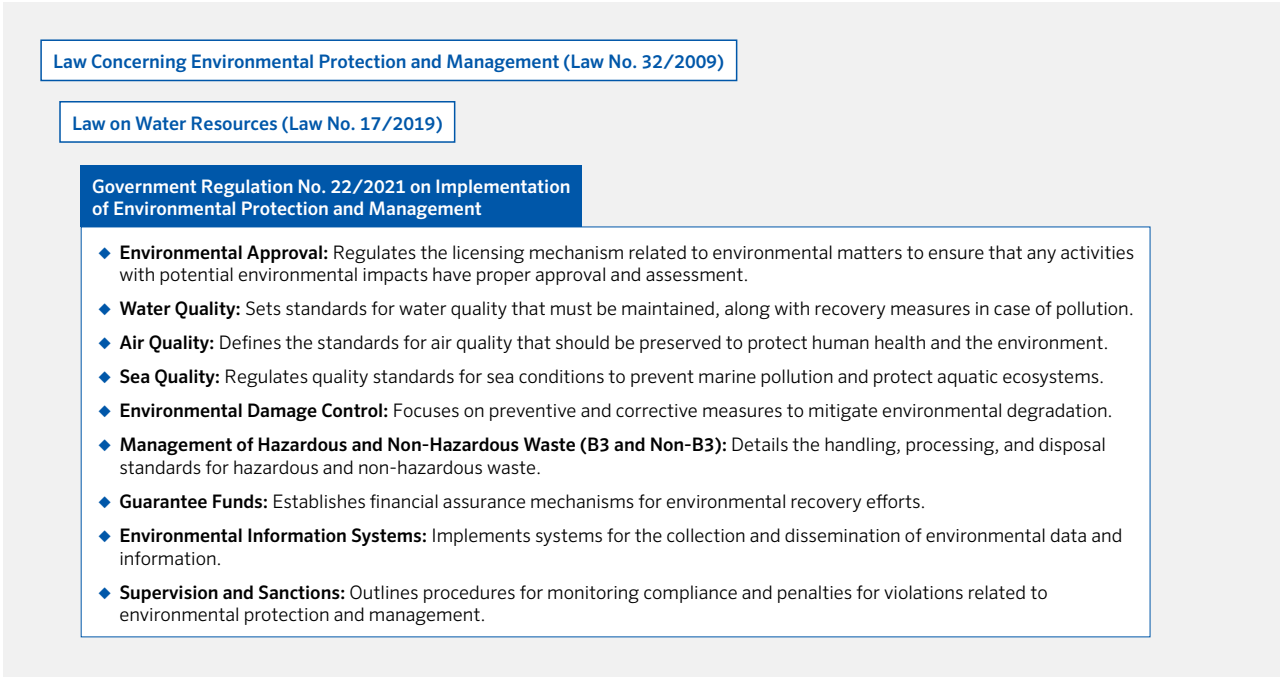 Law Concerning Environmental Protection and Management (Law No. 32/2009)
Law on Water Resources (Law No. 17/2019)
Government Regulation No. 22/2021 on Implementation
of Environmental Protection and Management
◆ Environmental Approval: Regulates the licensing mechanism related to environmental matters to ensure that any activities
with potential environmental impacts have proper approval and assessment.
◆ Water Quality: Sets standards for water quality that must be maintained, along with recovery measures in case of pollution.
◆ Air Quality: Defines the standards for air quality that should be preserved to protect human health and the environment.
◆ Sea Quality: Regulates quality standards for sea conditions to prevent marine pollution and protect aquatic ecosystems.
◆ Environmental Damage Control: Focuses on preventive and corrective measures to mitigate environmental degradation.
◆ Management of Hazardous and Non-Hazardous Waste (B3 and Non-B3): Details the handling, processing, and disposal
standards for hazardous and non-hazardous waste.
◆ Guarantee Funds: Establishes financial assurance mechanisms for environmental recovery efforts.
◆ Environmental Information Systems: Implements systems for the collection and dissemination of environmental data and
information.
◆ Supervision and Sanctions: Outlines procedures for monitoring compliance and penalties for violations related to
environmental protection and management.